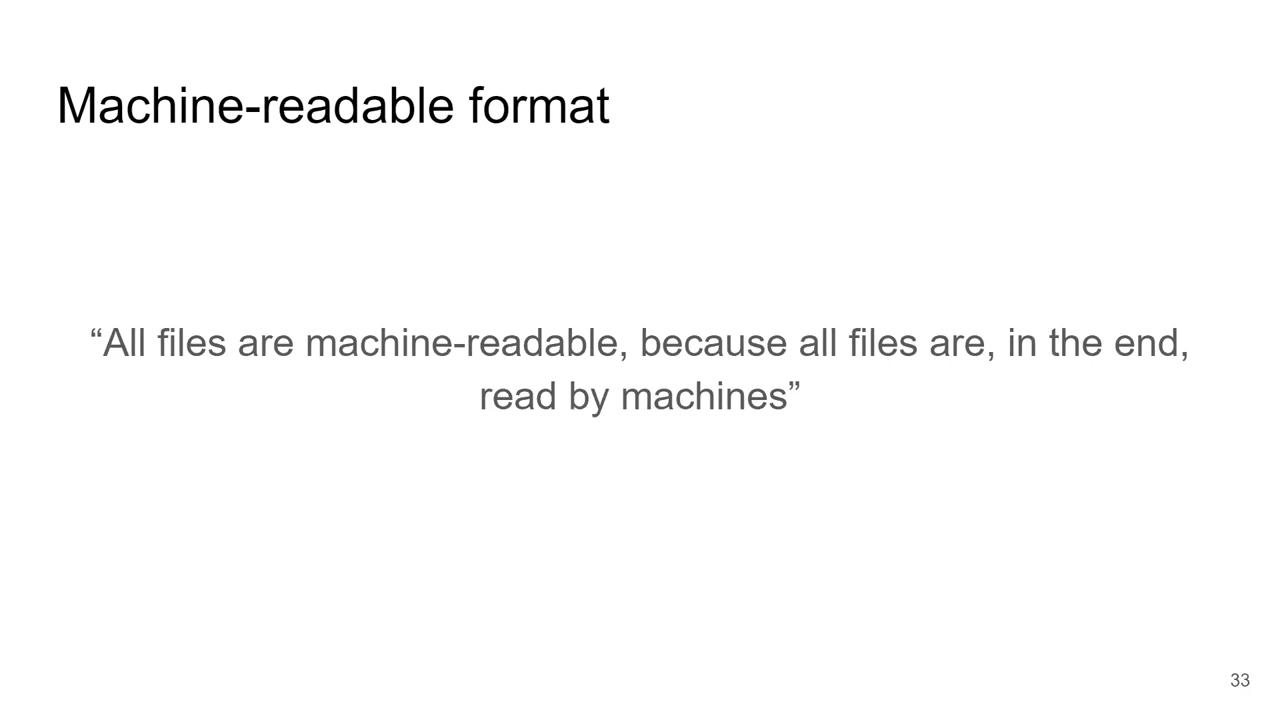 Machine-readable format
“All files are machine-readable, because all files are, in the end,
read by machines”
33